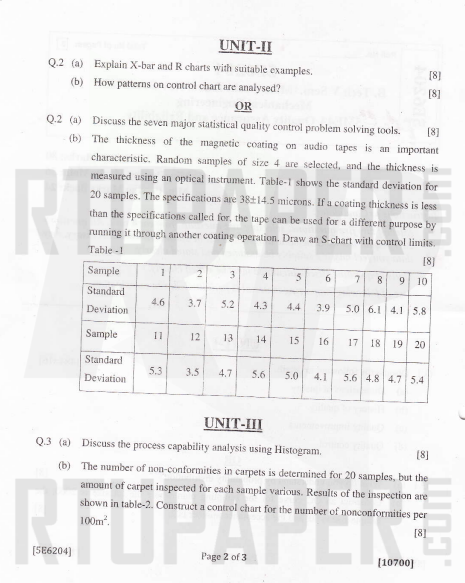 UNIT-II
Q.2 (a) Explain X-bar and R charts with suitable examples. [8]
(b) How patterns on control chart are analysed? [8]
OR
Q.2 (a) Discuss the seven major statistical quality control problem solving tools. [8]
(b) The thickness of the magnetic coating on audio tapes is an important
characteristic. Random samples of size 4 are selected, and the thickness is
measured using an optical instrument. Table-1 shows the standard deviation for
20 samples. The specifications are 38±14.5 microns. If a coating thickness is less
than the specifications called for, the tape can be used for a different purpose by
running it through another coating operation. Draw an S-chart with control limits.
Table -1 [8]
Sample 1 2 3 4 5 6 7 8 9 10
Standard
Deviation 4.6 3.7 5.2 4.3 4.4 3.9 5.0 6.1 4.1 5.8
Sample 11 12 13 14 15 16 17 18 19 20
Standard
Deviation 5.3 3.5 4.7 5.6 5.0 4.1 5.6 4.8 4.7 5.4
UNIT-III
Q.3 (a) Discuss the process capability analysis using Histogram. [8]
(b) The number of non-conformities in carpets is determined for 20 samples, but the
amount of carpet inspected for each sample various. Results of the inspection are
shown in table-2. Construct a control chart for the number of nonconformities per
100m². [8]
[5E6204] Page 2 of 3 [10700]
RTUPAPER.com
RTUPAPER.com